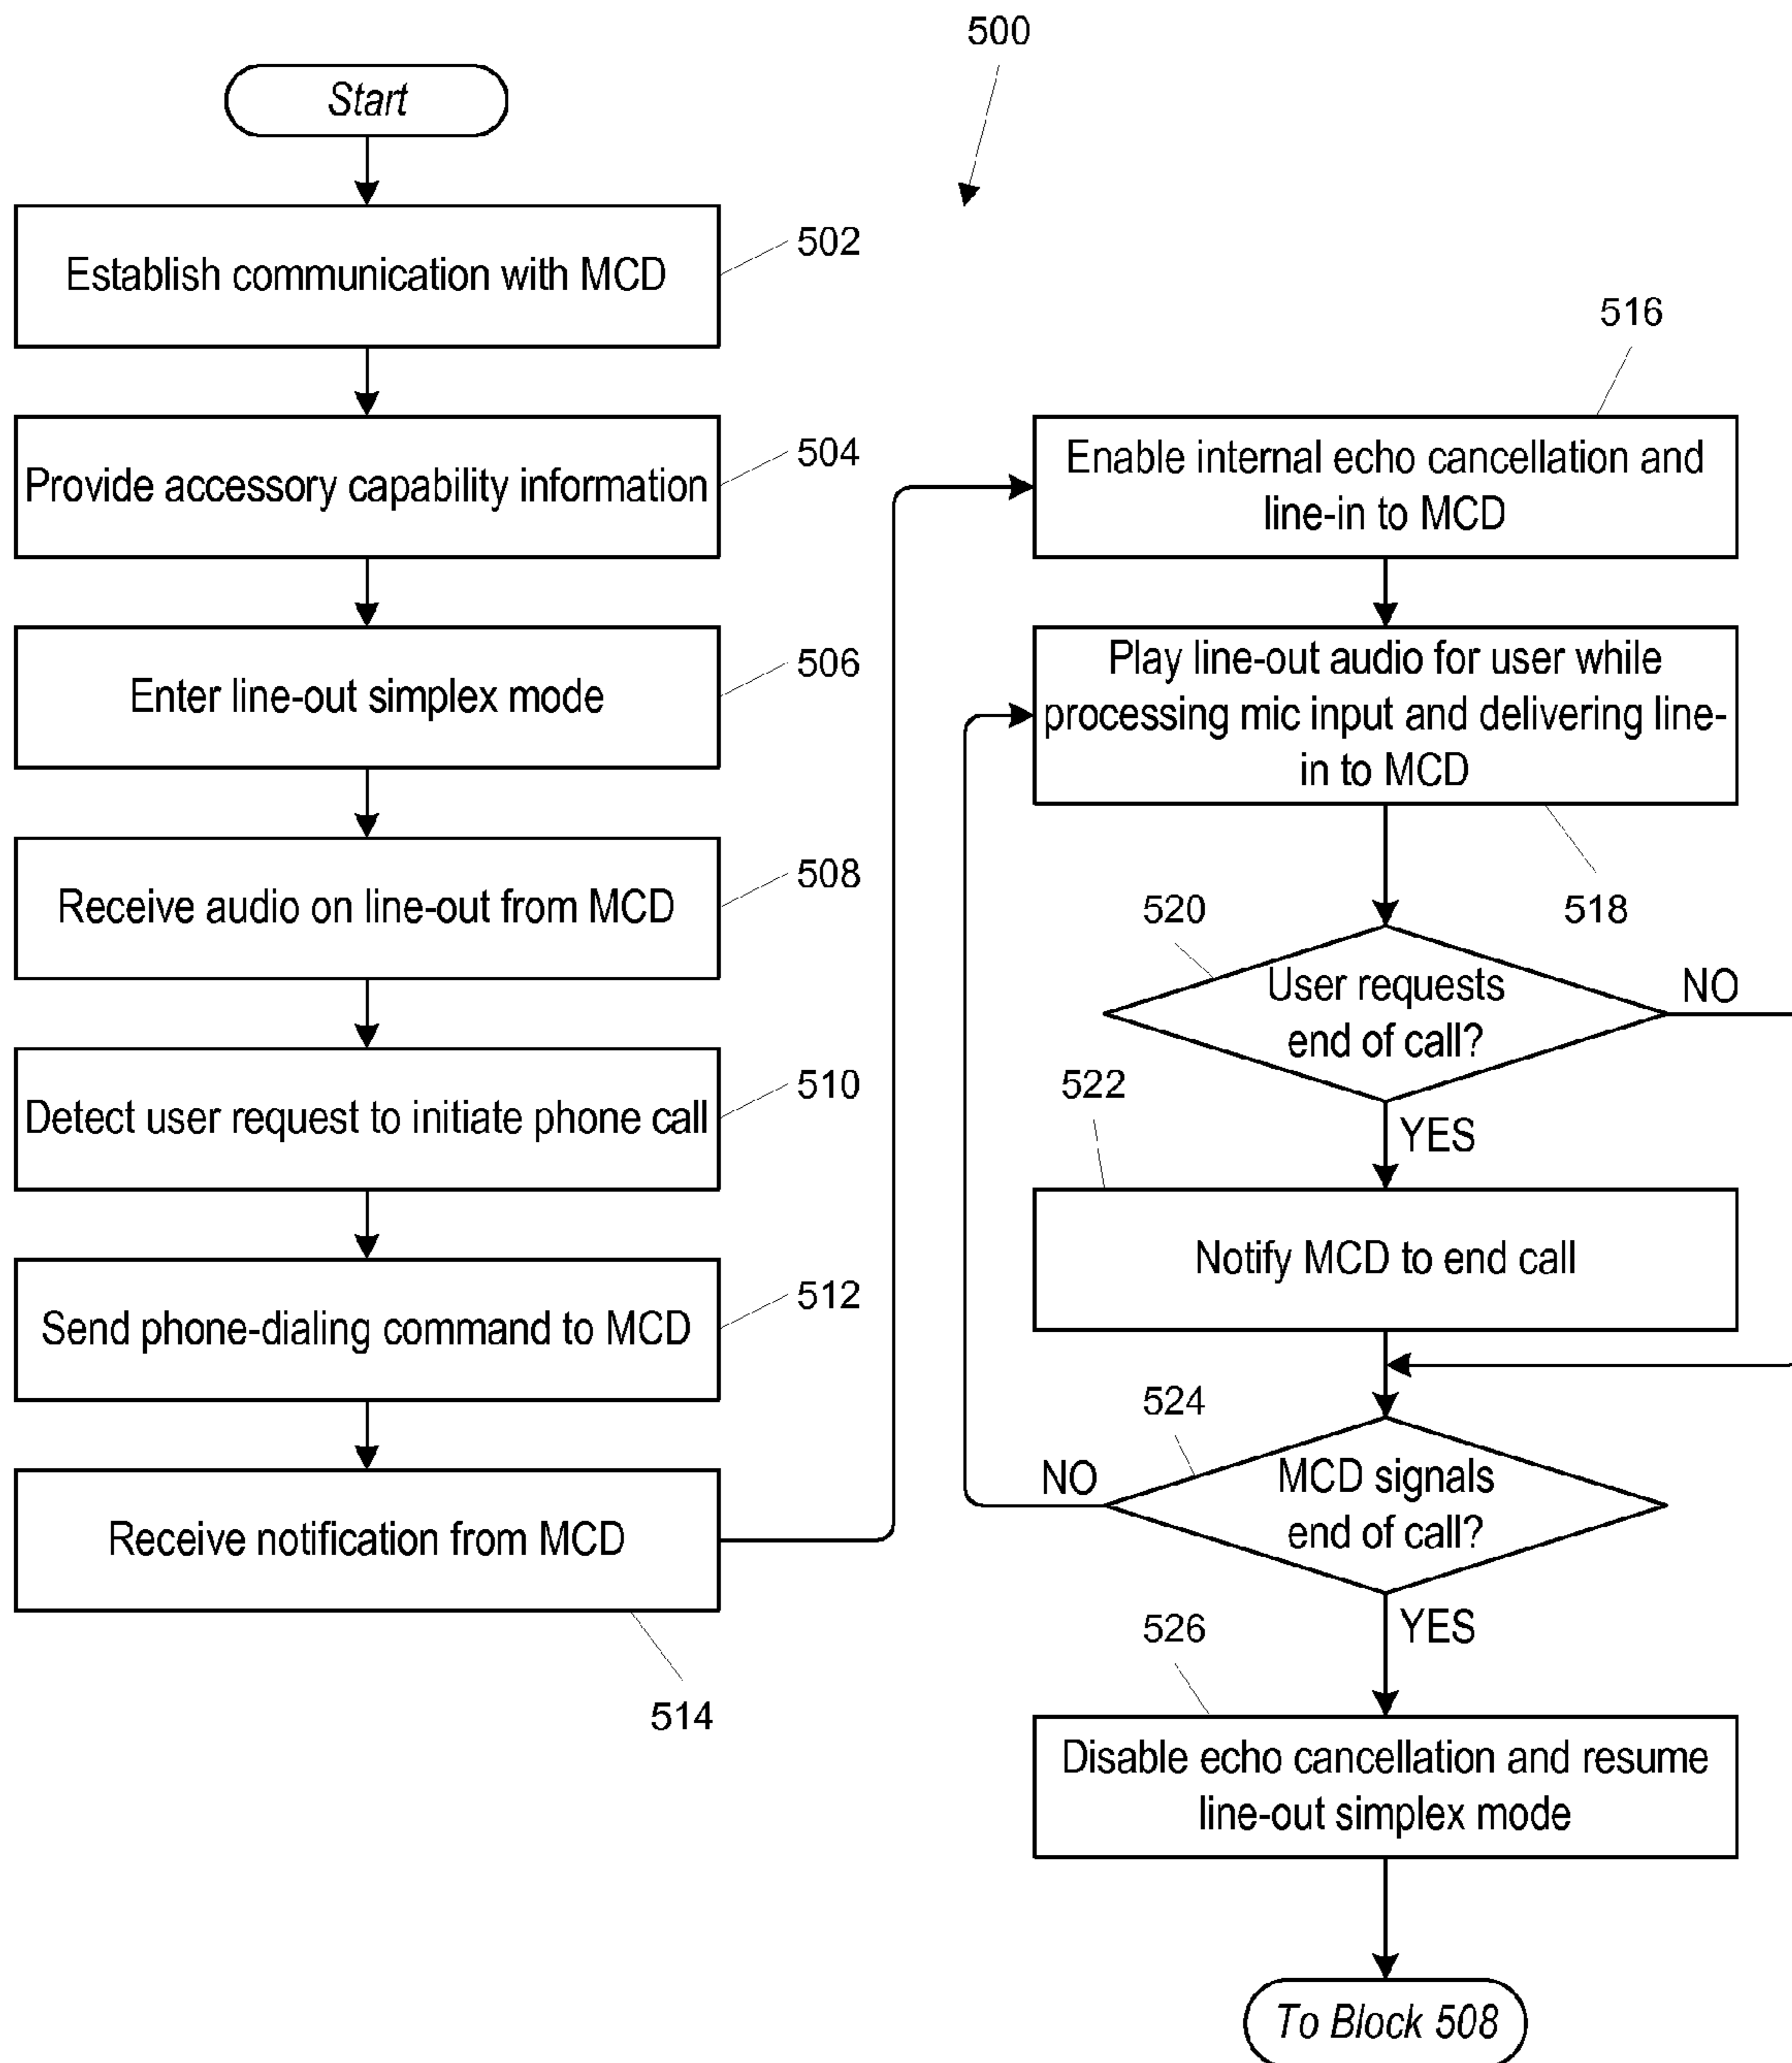 500
Start
Establish communication with MCD
502
Provide accessory capability information
504
Enter line-out simplex mode
506
Receive audio on line-out from MCD
508
Detect user request to initiate phone call
510
Send phone-dialing command to MCD
512
Receive notification from MCD
514
516
Enable internal echo cancellation and
line-in to MCD
Play line-out audio for user while
processing mic input and delivering line-
in to MCD
518
520
User requests
end of call?
NO
YES
522
Notify MCD to end call
524
MCD signals
end of call?
NO
YES
526
Disable echo cancellation and resume
line-out simplex mode
To Block 508